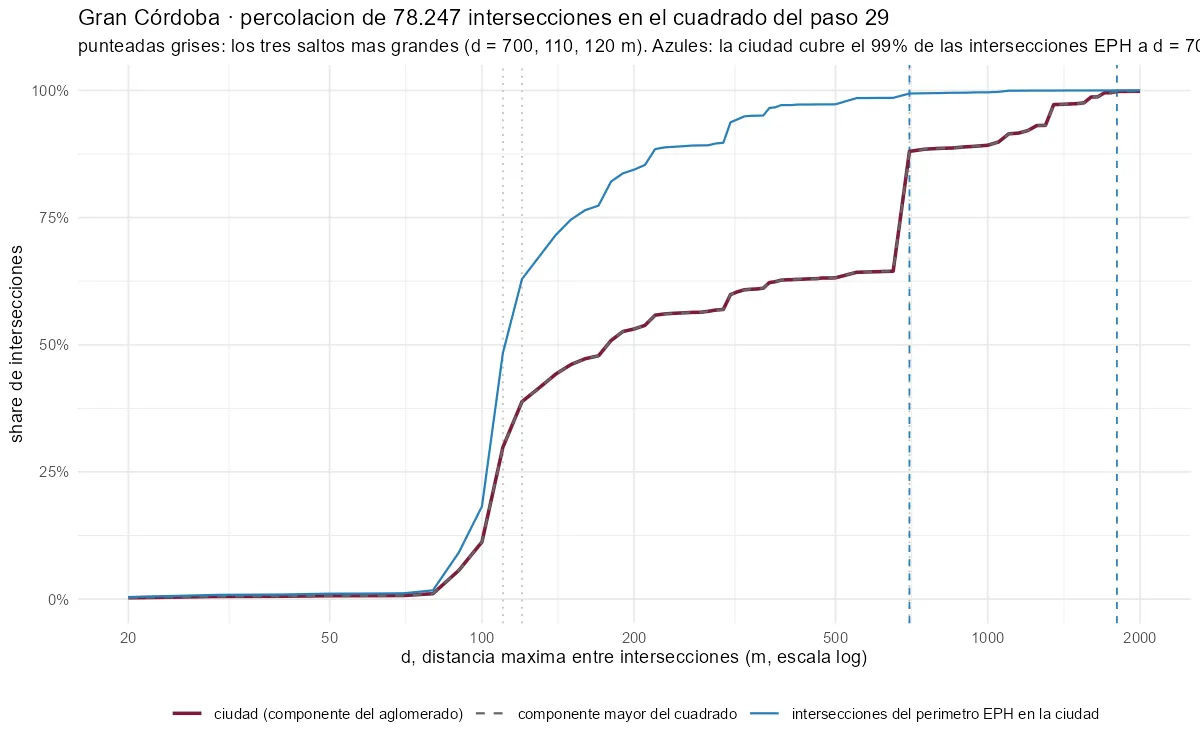 Gran Córdoba · percolacion de 78.247 intersecciones en el cuadrado del paso 29
punteadas grises: los tres saltos mas grandes (d = 700, 110, 120 m). Azules: la ciudad cubre el 99% de las intersecciones EPH a d = 70
100%
75%
50%
25%
0%
share de intersecciones
20 50 100 200 500 1000 2000
d, distancia maxima entre intersecciones (m, escala log)
ciudad (componente del aglomerado) componente mayor del cuadrado intersecciones del perimetro EPH en la ciudad